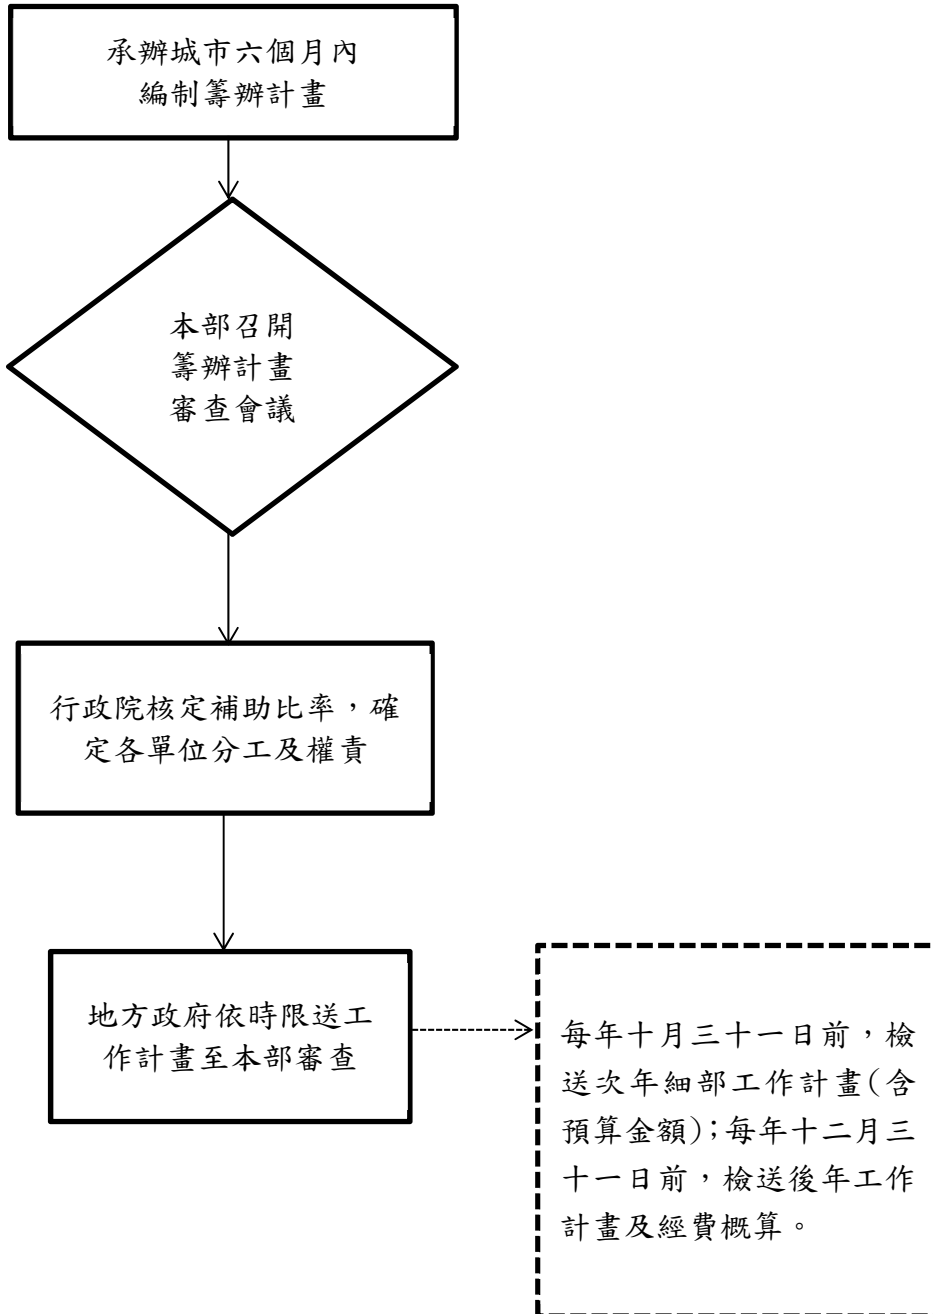 承辦城市六個月內
編制籌辦計畫
本部召開
籌辦計畫
審查會議
行政院核定補助比率，確
定各單位分工及權責
地方政府依時限送工
作計畫至本部審查
每年十月三十一日前，檢
送次年細部工作計畫(含
預算金額);每年十二月三
十一日前，檢送後年工作
計畫及經費概算。